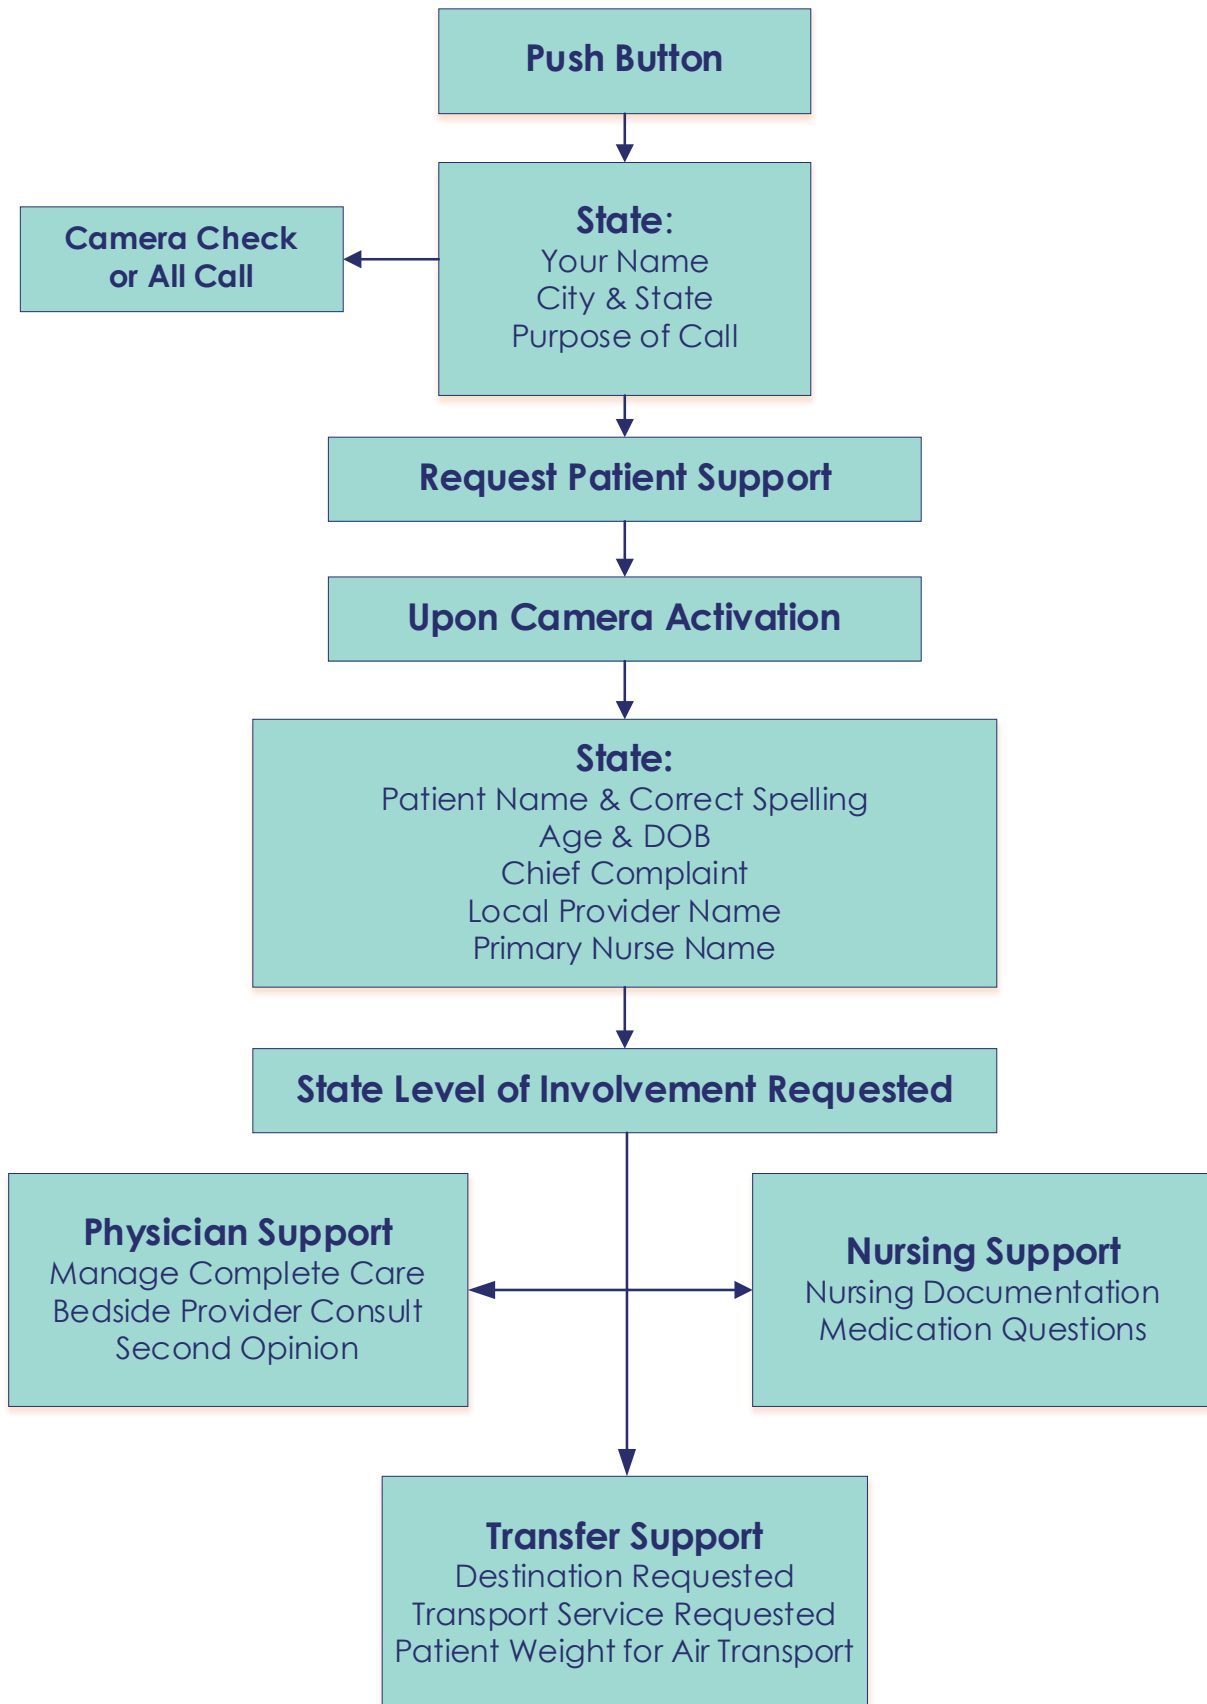 Push Button
State:
Your Name
City & State
Purpose of Call
Camera Check
or All Call
Request Patient Support
Upon Camera Activation
State:
Patient Name & Correct Spelling
Age & DOB
Chief Complaint
Local Provider Name
Primary Nurse Name
State Level of Involvement Requested
Physician Support
Manage Complete Care
Bedside Provider Consult
Second Opinion
Nursing Support
Nursing Documentation
Medication Questions
Transfer Support
Destination Requested
Transport Service Requested
Patient Weight for Air Transport